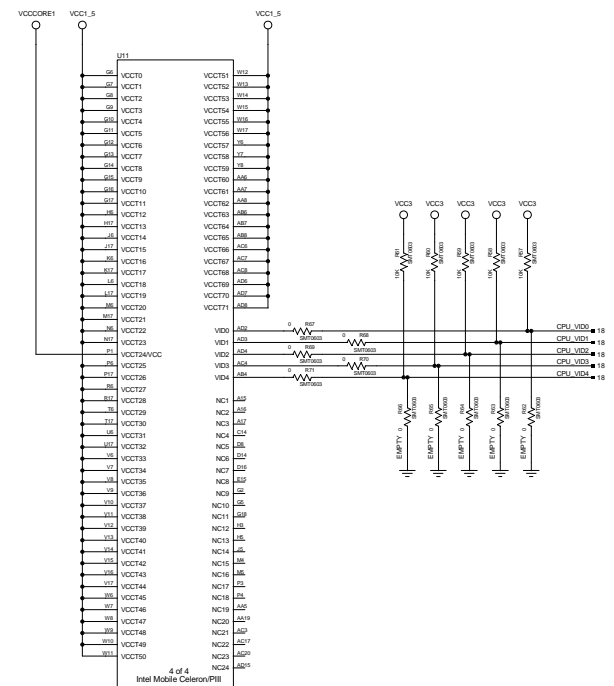 VCCCORE1 VCC1_5 VCC1_5
U11
G6 VCCT0 VCCT51 W12
G7 VCCT1 VCCT52 W13
G8 VCCT2 VCCT53 W14
G9 VCCT3 VCCT54 W15
G10 VCCT4 VCCT55 W16
G11 VCCT5 VCCT56 W17
G12 VCCT6 VCCT57 Y6
G13 VCCT7 VCCT58 Y7
G14 VCCT8 VCCT59 Y8
G15 VCCT9 VCCT60 AA6
G16 VCCT10 VCCT61 AA7
G17 VCCT11 VCCT62 AA8
H6 VCCT12 VCCT63 AB6
H17 VCCT13 VCCT64 AB7
J6 VCCT14 VCCT65 AB8
J17 VCCT15 VCCT66 AC6
K6 VCCT16 VCCT67 AC7
K17 VCCT17 VCCT68 AC8
L6 VCCT18 VCCT69 AD6
L17 VCCT19 VCCT70 AD7
M6 VCCT20 VCCT71 AD8
M17 VCCT21
N6 VCCT22 VID0 AD2 0 R67 SMT0603 CPU_VID0 18
N17 VCCT23 VID1 AD3 0 R68 SMT0603 CPU_VID1 18
P1 VCCT24/VCC VID2 AD4 0 R69 SMT0603 CPU_VID2 18
P6 VCCT25 VID3 AC4 0 R70 SMT0603 CPU_VID3 18
P17 VCCT26 VID4 AB4 0 R71 SMT0603 CPU_VID4 18
R6 VCCT27
R17 VCCT28 NC1 A15
T6 VCCT29 NC2 A16
T17 VCCT30 NC3 A17
U6 VCCT31 NC4 C14
U17 VCCT32 NC5 D8
V6 VCCT33 NC6 D14
V7 VCCT34 NC7 D16
V8 VCCT35 NC8 E15
V9 VCCT36 NC9 G2
V10 VCCT37 NC10 G5
V11 VCCT38 NC11 G18
V12 VCCT39 NC12 H3
V13 VCCT40 NC13 H5
V14 VCCT41 NC14 J5
V15 VCCT42 NC15 M4
V16 VCCT43 NC16 M5
V17 VCCT44 NC17 P3
W6 VCCT45 NC18 P4
W7 VCCT46 NC19 AA5
W8 VCCT47 NC20 AA19
W9 VCCT48 NC21 AC3
W10 VCCT49 NC22 AC17
W11 VCCT50 NC23 AC20
NC24 AD15
4 of 4
Intel Mobile Celeron/PIII
VCC3 VCC3 VCC3 VCC3 VCC3
R61 R60 R59 R58 R57
SMT0603 SMT0603 SMT0603 SMT0603 SMT0603
10K 10K 10K 10K 10K
R66 R65 R64 R63 R62
SMT0603 SMT0603 SMT0603 SMT0603 SMT0603
EMPTY 0 EMPTY 0 EMPTY 0 EMPTY 0 EMPTY 0